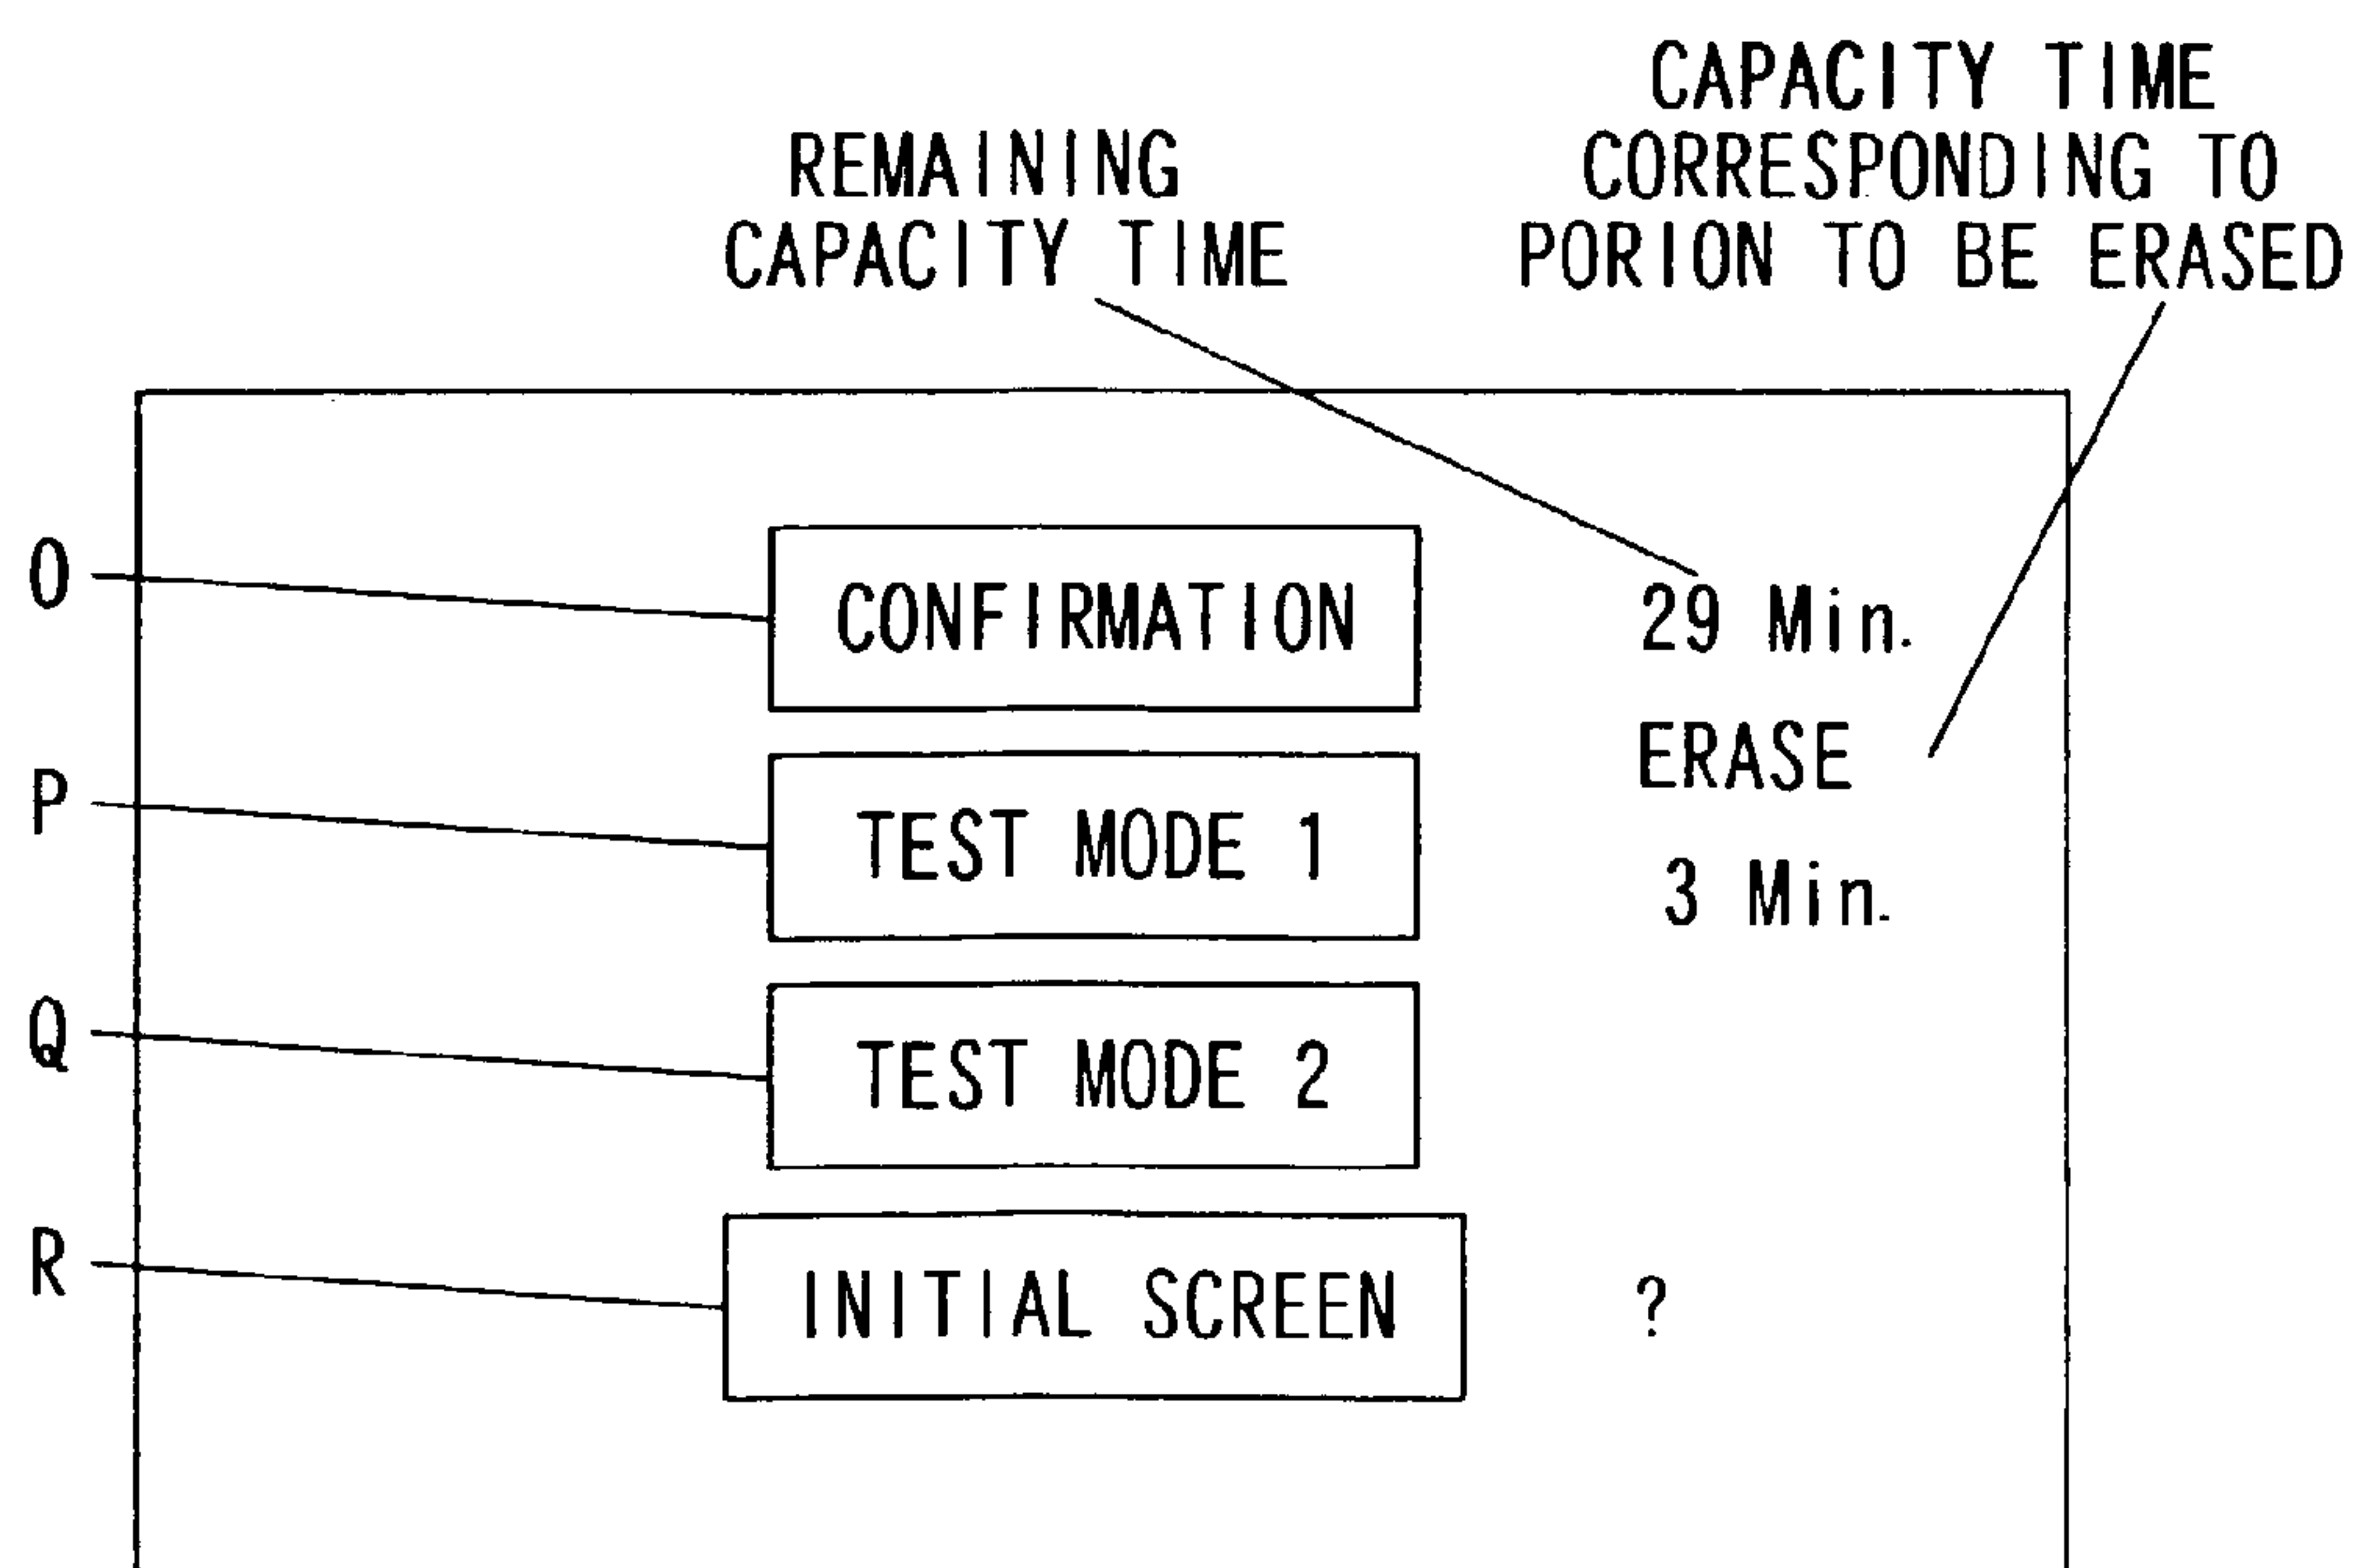 CAPACITY TIME
CORRESPONDING TO
PORION TO BE ERASED
REMAINING
CAPACITY TIME
O
CONFIRMATION
29 Min.
ERASE
P
TEST MODE 1
3 Min.
Q
TEST MODE 2
R
INITIAL SCREEN
?